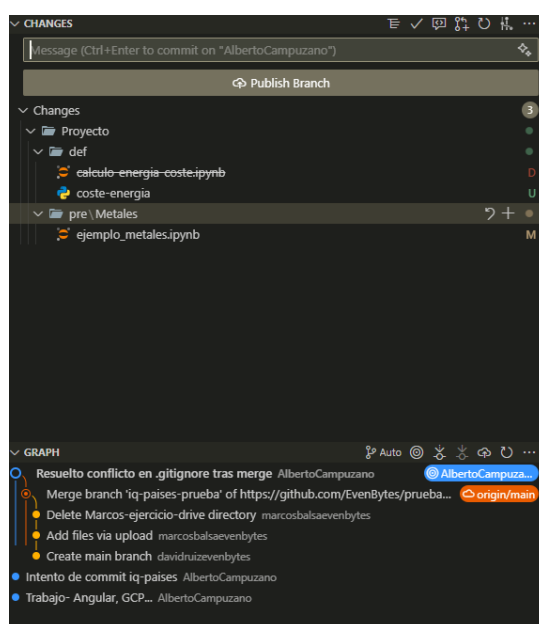 CHANGES
Message (Ctrl+Enter to commit on "AlbertoCampuzano")
Publish Branch
Changes 3
Proyecto
def
calculo-energia-coste.ipynb D
coste-energia U
pre\Metales
ejemplo_metales.ipynb M
GRAPH Auto
Resuelto conflicto en .gitignore tras merge AlbertoCampuzano AlbertoCampuza...
Merge branch 'iq-paises-prueba' of https://github.com/EvenBytes/prueba... origin/main
Delete Marcos-ejercicio-drive directory marcosbalsaevenbytes
Add files via upload marcosbalsaevenbytes
Create main branch davidruizevenbytes
Intento de commit iq-paises AlbertoCampuzano
Trabajo- Angular, GCP... AlbertoCampuzano